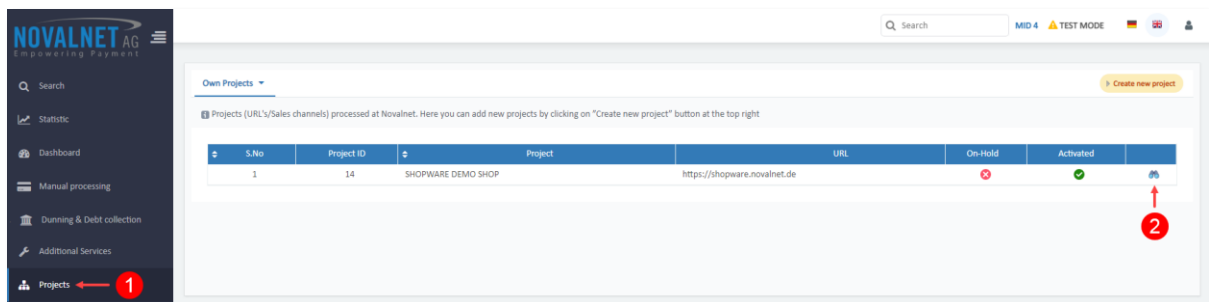 NOVALNET AG
Empowering Payment
Search
MID 4
TEST MODE
Search
Statistic
Dashboard
Manual processing
Dunning & Debt collection
Additional Services
Projects
1
Own Projects
Create new project
Projects (URL's/Sales channels) processed at Novalnet. Here you can add new projects by clicking on "Create new project" button at the top right
S.No Project ID Project URL On-Hold Activated
1 14 SHOPWARE DEMO SHOP https://shopware.novalnet.de
2